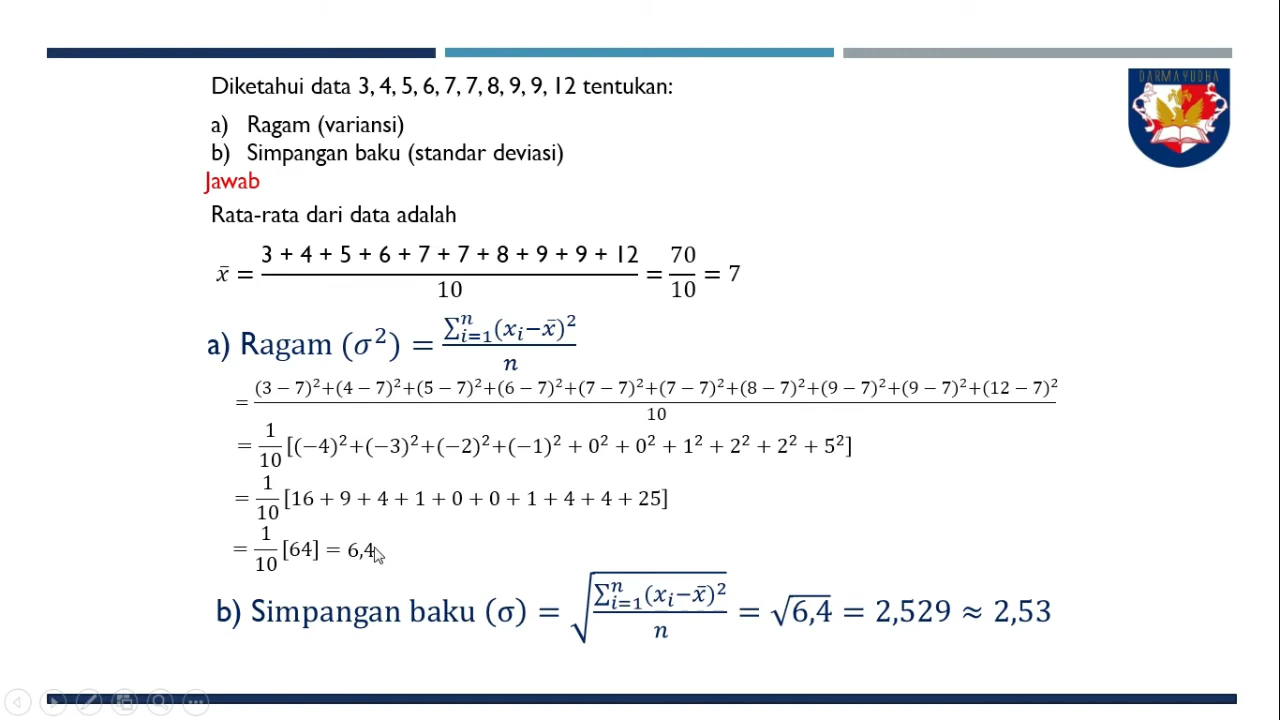 DARMAYUDHA
Diketahui data 3, 4, 5, 6, 7, 7, 8, 9, 9, 12 tentukan:
a) Ragam (variansi)
b) Simpangan baku (standar deviasi)
Jawab
Rata-rata dari data adalah
x̄ = (3 + 4 + 5 + 6 + 7 + 7 + 8 + 9 + 9 + 12)/10 = 70/10 = 7
a) Ragam (σ²) = ∑ⁿᵢ₌₁(xᵢ−x̄)²/n
= ((3 − 7)²+(4 − 7)²+(5 − 7)²+(6 − 7)²+(7 − 7)²+(7 − 7)²+(8 − 7)²+(9 − 7)²+(9 − 7)²+(12 − 7)²)/10
= 1/10 [(−4)²+(−3)²+(−2)²+(−1)² + 0² + 0² + 1² + 2² + 2² + 5²]
= 1/10 [16 + 9 + 4 + 1 + 0 + 0 + 1 + 4 + 4 + 25]
= 1/10 [64] = 6,4
b) Simpangan baku (σ) = √(∑ⁿᵢ₌₁(xᵢ−x̄)²/n) = √6,4 = 2,529 ≈ 2,53